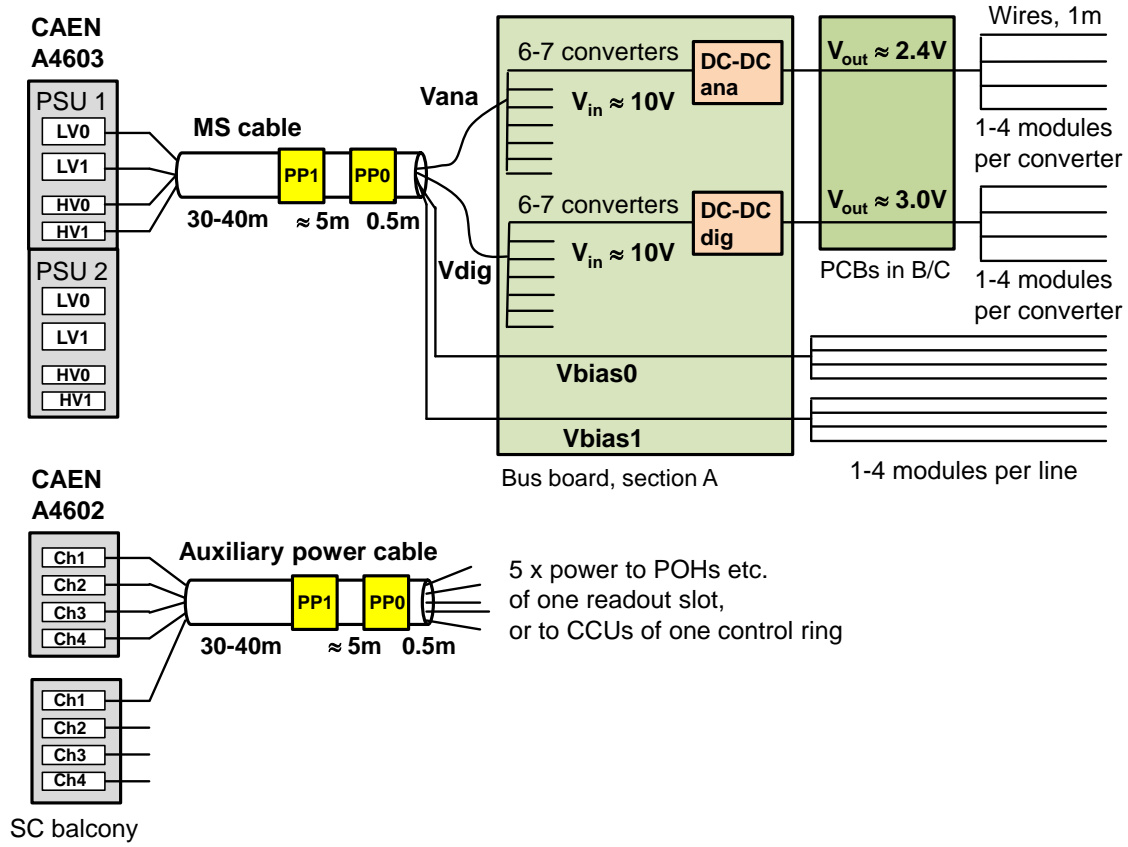 CAEN
A4603
PSU 1
LV0
LV1
HV0
HV1
PSU 2
LV0
LV1
HV0
HV1
MS cable
PP1
PP0
30-40m
≈ 5m
0.5m
Vana
Vdig
6-7 converters
Vin ≈ 10V
DC-DC
ana
6-7 converters
Vin ≈ 10V
DC-DC
dig
Vbias0
Vbias1
Bus board, section A
Vout ≈ 2.4V
Vout ≈ 3.0V
PCBs in B/C
Wires, 1m
1-4 modules
per converter
1-4 modules
per converter
1-4 modules per line
CAEN
A4602
Ch1
Ch2
Ch3
Ch4
Ch1
Ch2
Ch3
Ch4
SC balcony
Auxiliary power cable
PP1
PP0
30-40m
≈ 5m
0.5m
5 x power to POHs etc.
of one readout slot,
or to CCUs of one control ring